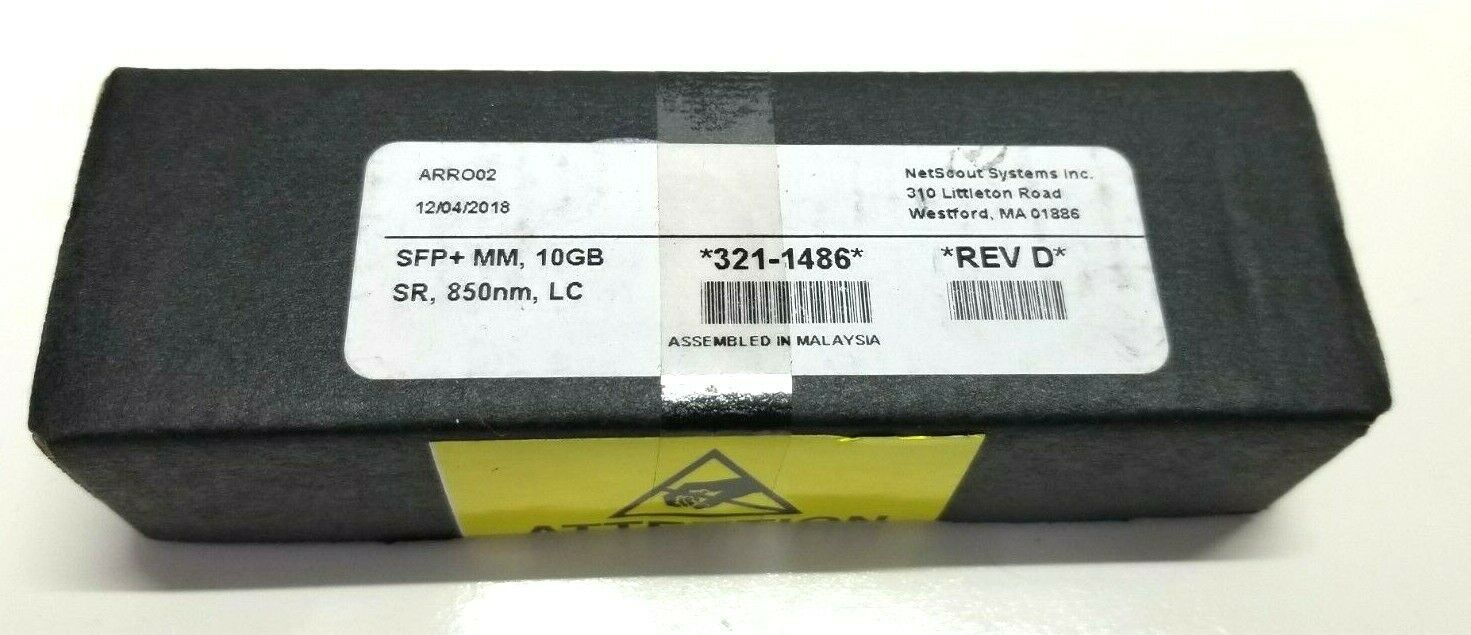 ARRO02
12/04/2018
NetScout Systems Inc.
310 Littleton Road
Westford, MA 01886
SFP+ MM, 10GB
SR, 850nm, LC
*321-1486*
*REV D*
ASSEMBLED IN MALAYSIA
ATTENTION